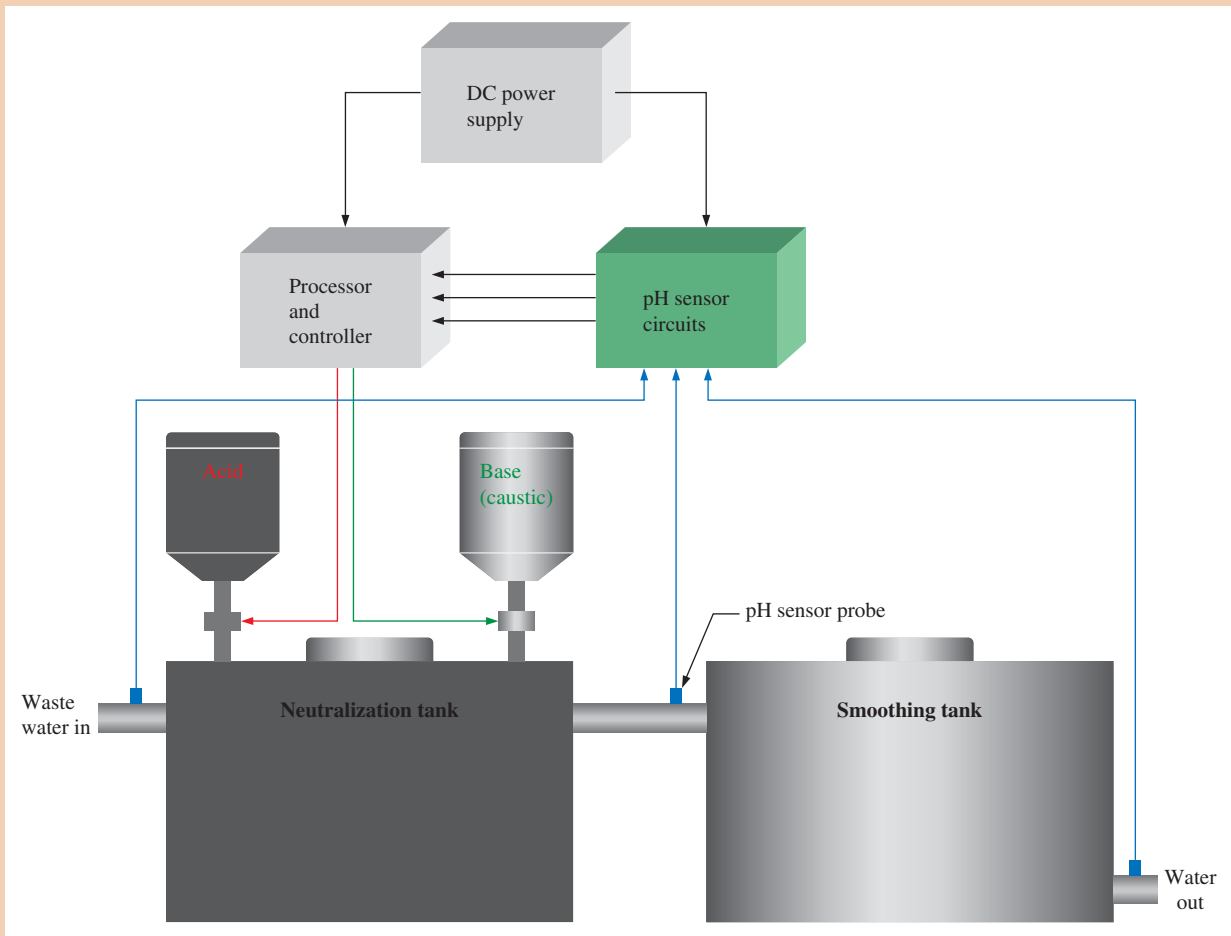 DC power
supply
Processor
and
controller
pH sensor
circuits
Acid
Base
(caustic)
pH sensor probe
Waste
water in
Neutralization tank
Smoothing tank
Water
out